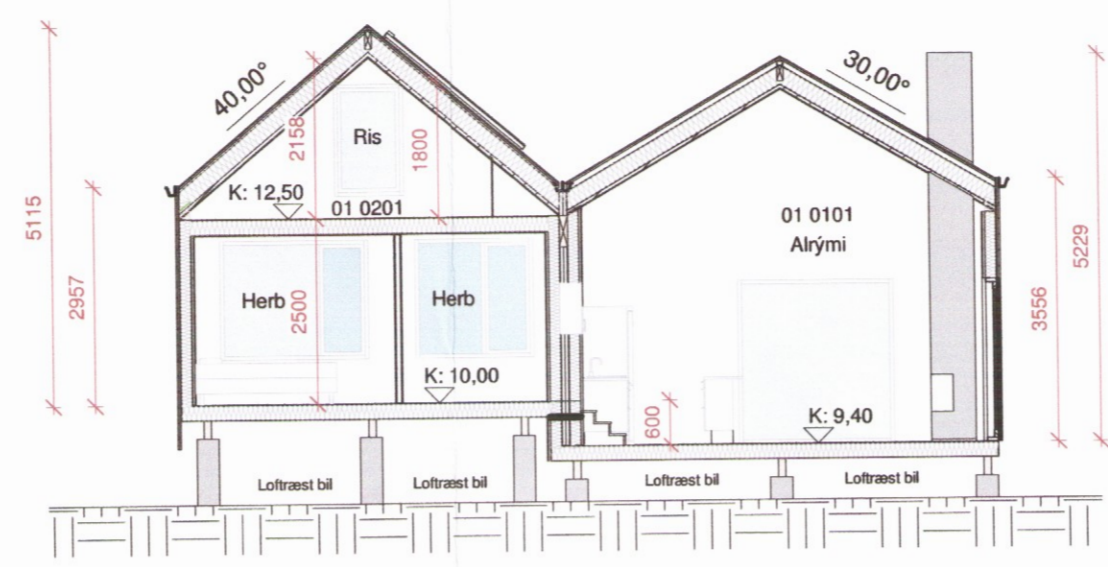 40,00°
30,00°
5115
2957
2158
1800
Ris
K: 12,50
01 0201
01 0101
Alrými
5229
3556
Herb
2500
Herb
K: 10,00
600
K: 9,40
Loftræst bil
Loftræst bil
Loftræst bil
Loftræst bil